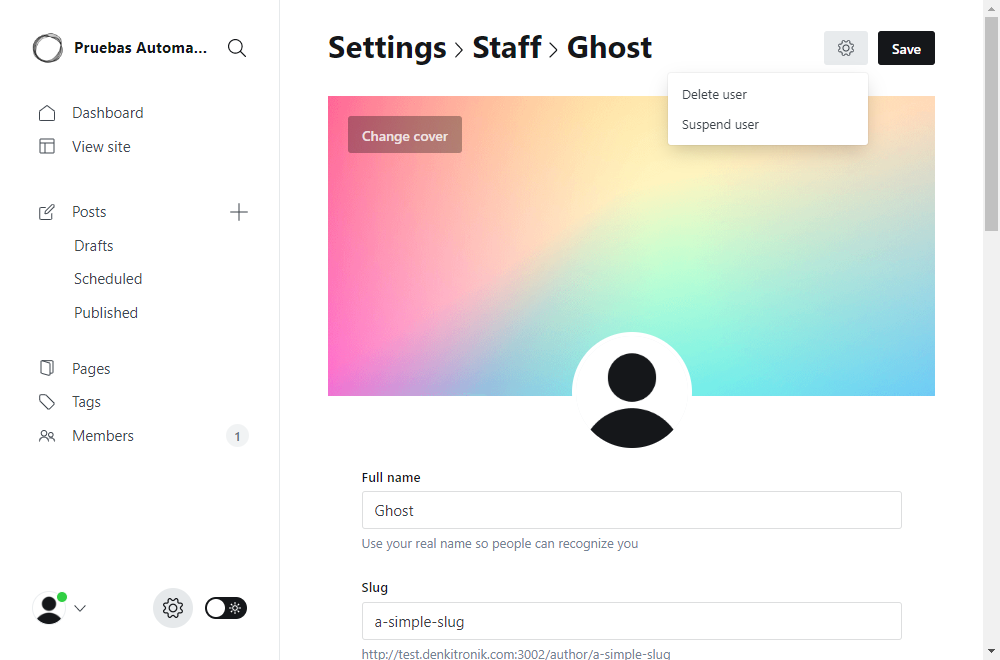 Pruebas Automa...
Dashboard
View site
Posts
Drafts
Scheduled
Published
Pages
Tags
Members
1
Settings > Staff > Ghost
Save
Delete user
Suspend user
Change cover
Full name
Ghost
Use your real name so people can recognize you
Slug
a-simple-slug
http://test.denkitronik.com:3002/author/a-simple-slug